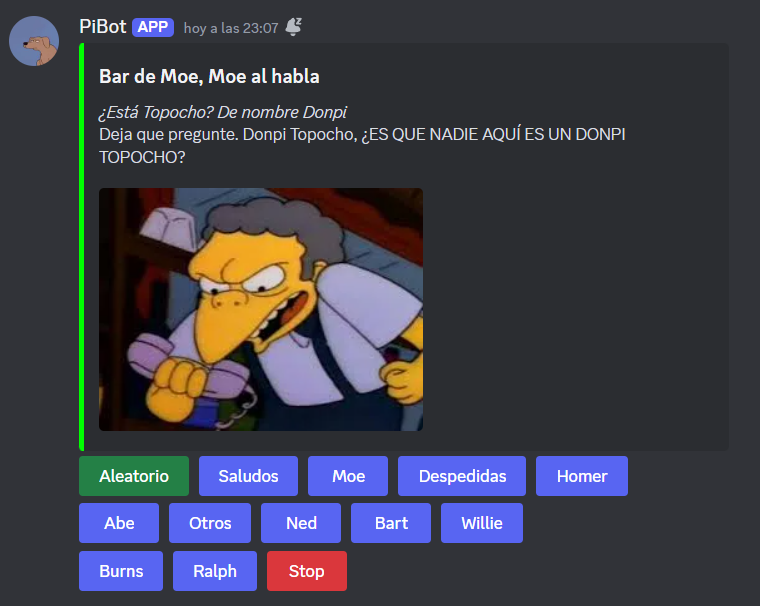 PiBot APP hoy a las 23:07
Bar de Moe, Moe al habla
¿Está Topocho? De nombre Donpi
Deja que pregunte. Donpi Topocho, ¿ES QUE NADIE AQUÍ ES UN DONPI
TOPOCHO?
Aleatorio Saludos Moe Despedidas Homer
Abe Otros Ned Bart Willie
Burns Ralph Stop